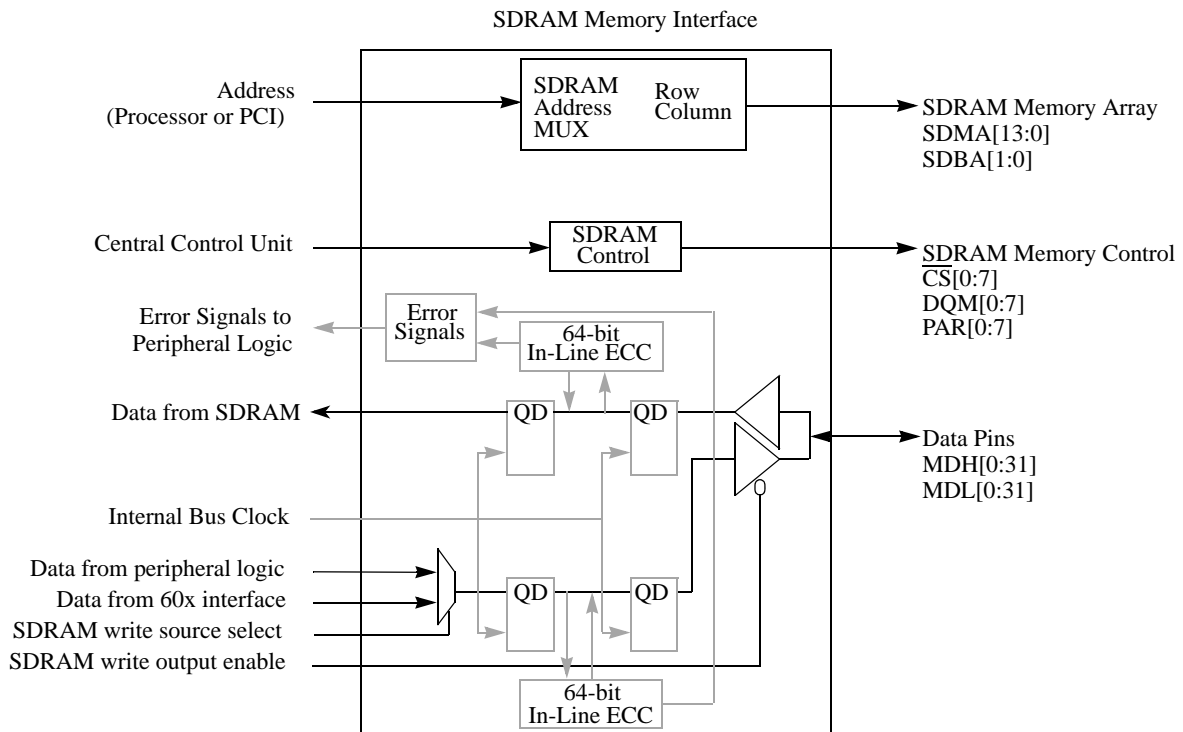 SDRAM Memory Interface
Address
(Processor or PCI)
SDRAM
Address
MUX
Row
Column
SDRAM Memory Array
SDMA[13:0]
SDBA[1:0]
Central Control Unit
SDRAM
Control
SDRAM Memory Control
CS[0:7]
DQM[0:7]
PAR[0:7]
Error Signals to
Peripheral Logic
Error
Signals
64-bit
In-Line ECC
Data from SDRAM
QD
QD
Data Pins
MDH[0:31]
MDL[0:31]
Internal Bus Clock
Data from peripheral logic
Data from 60x interface
SDRAM write source select
SDRAM write output enable
QD
QD
64-bit
In-Line ECC